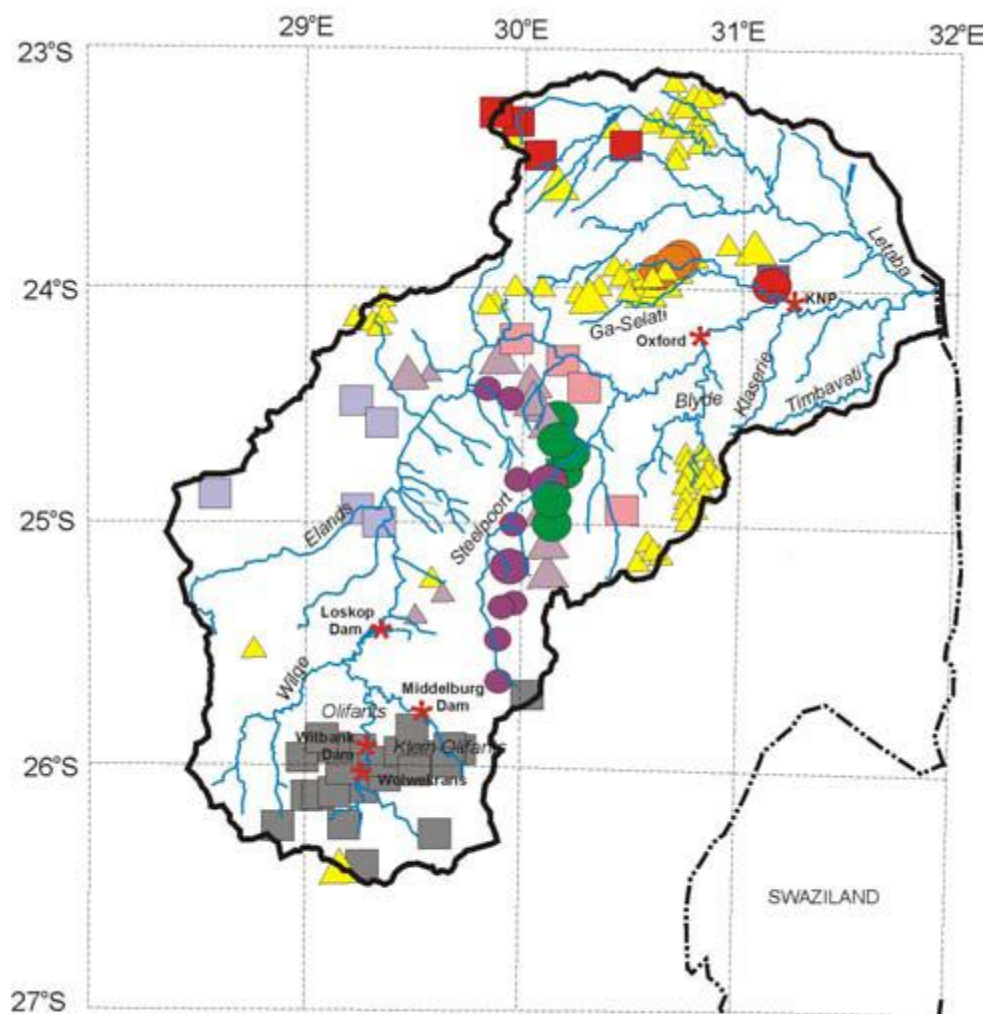 29°E
30°E
31°E
32°E
23°S
Letaba
24°S
KNP
Ga-Selati
Oxford
Klaserie
Timbavati
Blyde
25°S
Elands
Steelpoort
Loskop
Dam
Wilge
Middelburg
Dam
Olifants
Witbank
Dam
Klein Olifants
26°S
Wolwekrans
SWAZILAND
27°S